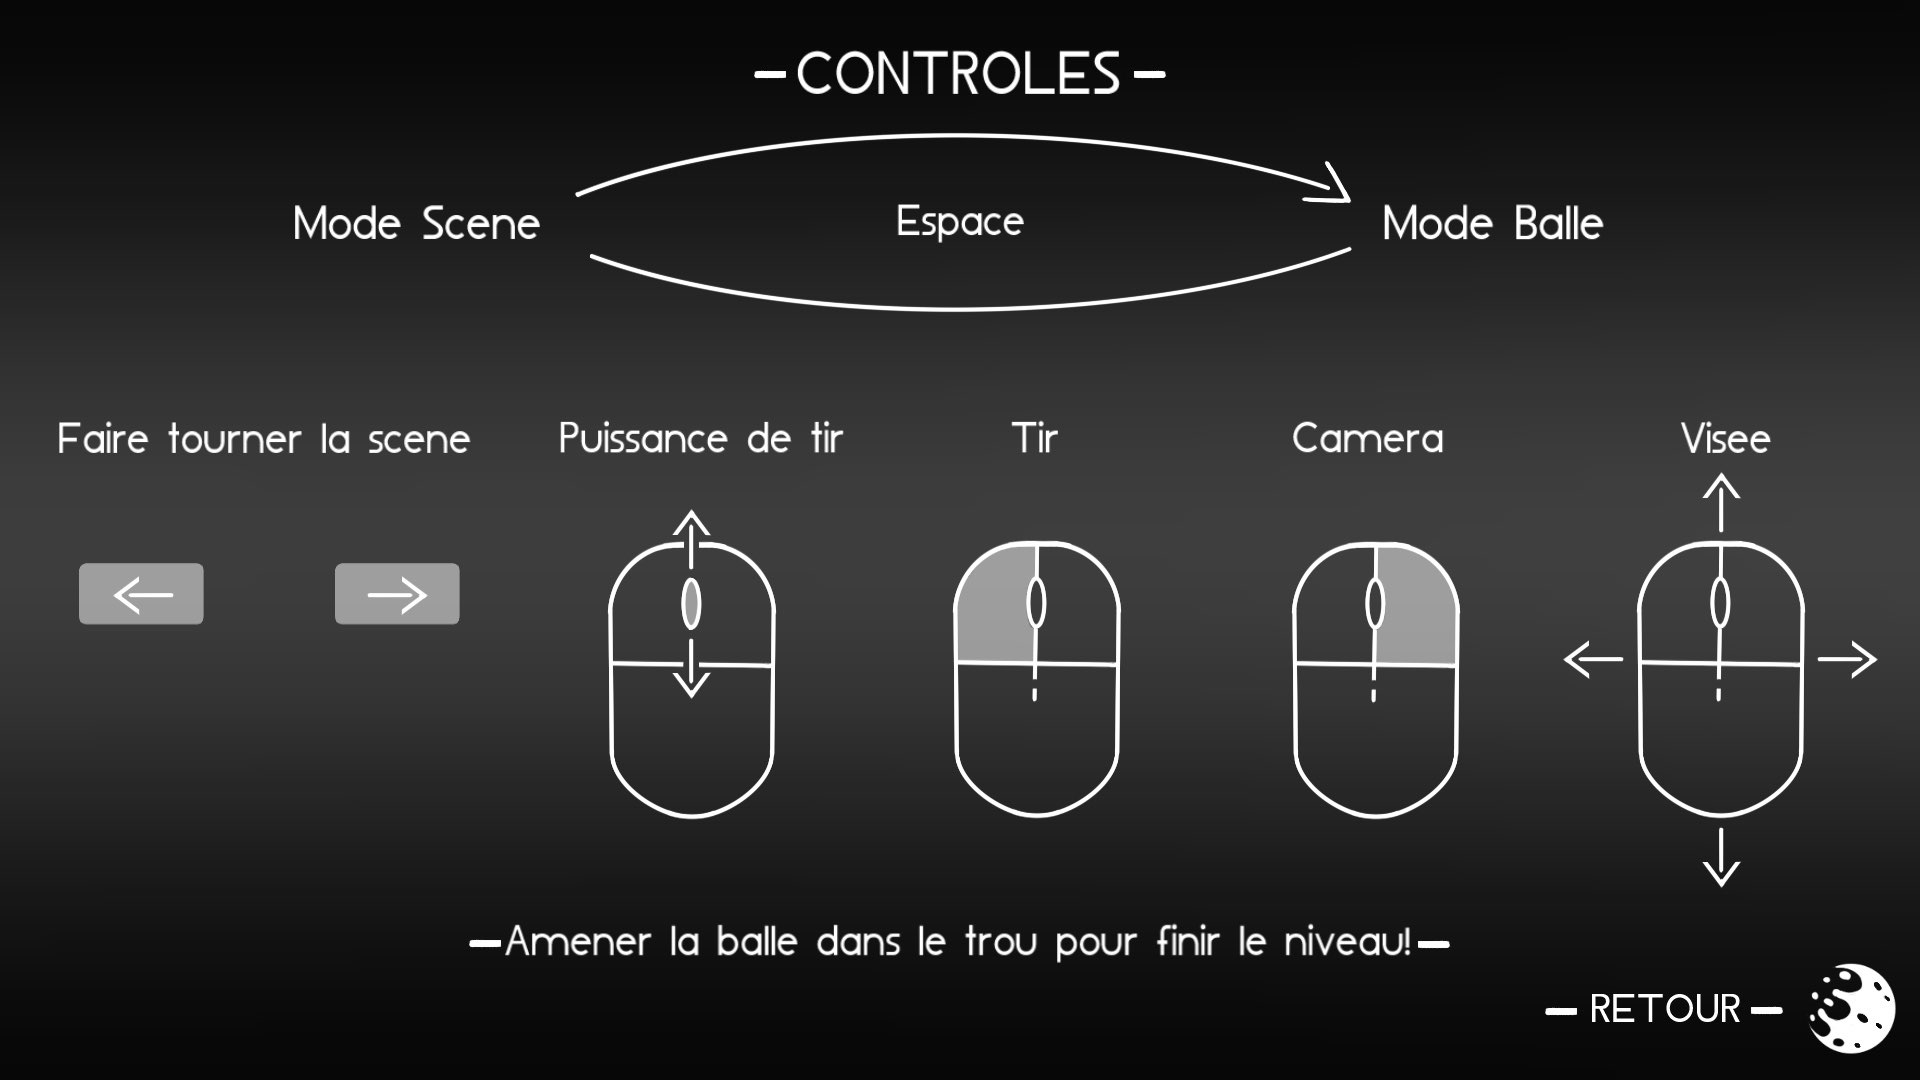 -CONTROLES-
Mode Scene
Espace
Mode Balle
Faire tourner la scene
Puissance de tir
Tir
Camera
Visee
-Amener la balle dans le trou pour finir le niveau!-
- RETOUR -